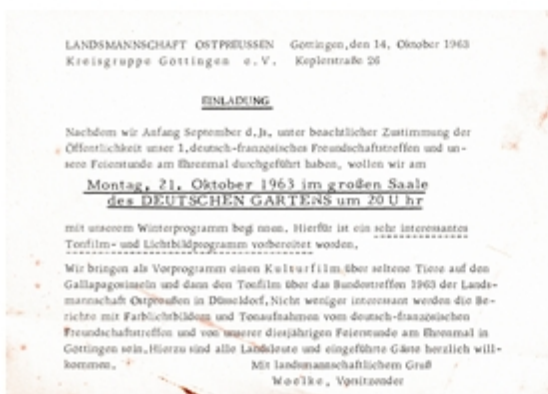 LANDSMANNSCHAFT OSTPREUSSEN Göttingen, den 14. Oktober 1963
Kreisgruppe Göttingen e.V. Keplerstraße 26
EINLADUNG
Nachdem wir Anfang September d.Js. unter beachtlicher Zustimmung der
Öffentlichkeit unser 1. deutsch-französisches Freundschaftstreffen und un-
sere Feierstunde am Ehrenmal durchgeführt haben, wollen wir am
Montag, 21. Oktober 1963 im großen Saale
des DEUTSCHEN GARTENS um 20 Uhr
mit unserem Winterprogramm beginnen. Hierfür ist ein sehr interessantes
Tonfilm- und Lichtbildprogramm vorbereitet worden.
Wir bringen als Vorprogramm einen Kulturfilm über seltene Tiere auf den
Gallapagosinseln und dann den Tonfilm über das Bundestreffen 1963 der Lands-
mannschaft Ostpreußen in Düsseldorf. Nicht weniger interessant werden die Be-
richte mit Farblichtbildern und Tonaufnahmen vom deutsch-französischen
Freundschaftstreffen und von unserer diesjährigen Feierstunde am Ehrenmal in
Göttingen sein. Hierzu sind alle Landsleute und eingeführte Gäste herzlich will-
kommen. Mit landsmannschaftlichem Gruß
Woelke, Vorsitzender